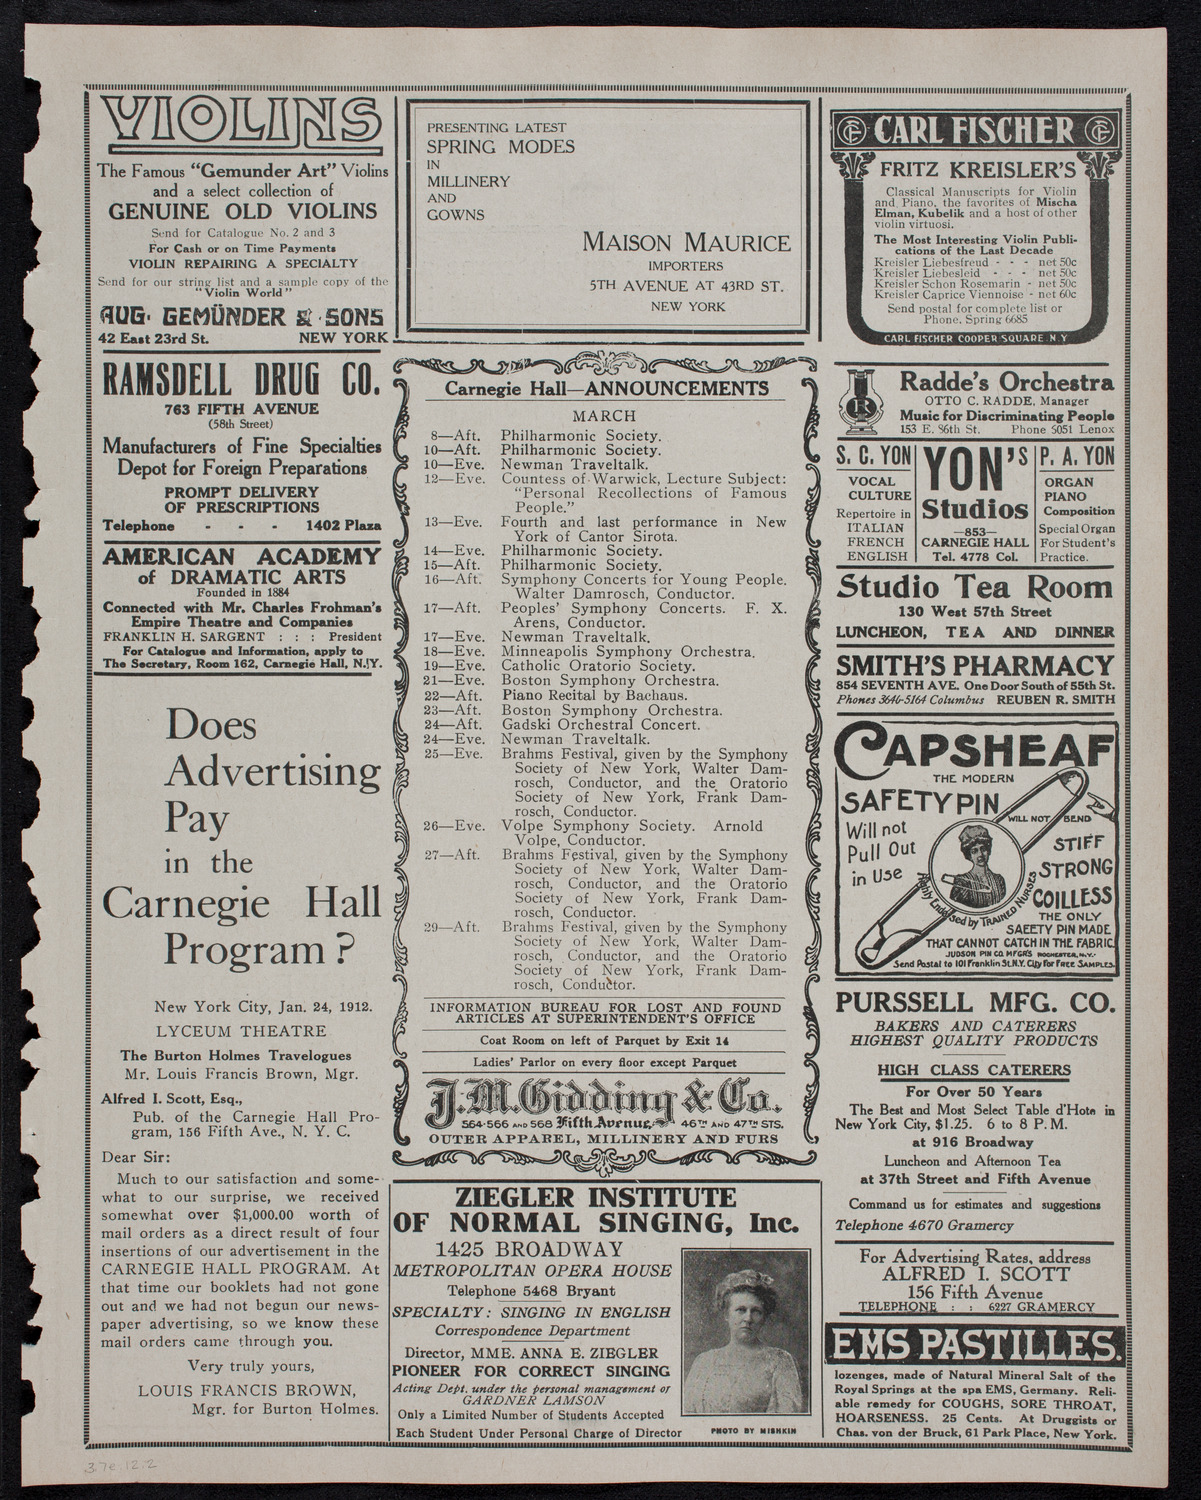 VIOLINS
The Famous "Gemunder Art" Violins
and a select collection of
GENUINE OLD VIOLINS
Send for Catalogue No. 2 and 3
For Cash or on Time Payments
VIOLIN REPAIRING A SPECIALTY
Send for our string list and a sample copy of the
"Violin World"
AUG. GEMÜNDER & SONS
42 East 23rd St. NEW YORK
RAMSDELL DRUG CO.
763 FIFTH AVENUE
(58th Street)
Manufacturers of Fine Specialties
Depot for Foreign Preparations
PROMPT DELIVERY
OF PRESCRIPTIONS
Telephone - - - 1402 Plaza
AMERICAN ACADEMY
of DRAMATIC ARTS
Founded in 1884
Connected with Mr. Charles Frohman's
Empire Theatre and Companies
FRANKLIN H. SARGENT : : : President
For Catalogue and Information, apply to
The Secretary, Room 162, Carnegie Hall, N.Y.
Does
Advertising
Pay
in the
Carnegie Hall
Program?
New York City, Jan. 24, 1912.
LYCEUM THEATRE
The Burton Holmes Travelogues
Mr. Louis Francis Brown, Mgr.
Alfred I. Scott, Esq.,
Pub. of the Carnegie Hall Pro-
gram, 156 Fifth Ave., N. Y. C.
Dear Sir:
Much to our satisfaction and some-
what to our surprise, we received
somewhat over $1,000.00 worth of
mail orders as a direct result of four
insertions of our advertisement in the
CARNEGIE HALL PROGRAM. At
that time our booklets had not gone
out and we had not begun our news-
paper advertising, so we know these
mail orders came through you.
Very truly yours,
LOUIS FRANCIS BROWN,
Mgr. for Burton Holmes.
PRESENTING LATEST
SPRING MODES
IN
MILLINERY
AND
GOWNS
MAISON MAURICE
IMPORTERS
5TH AVENUE AT 43RD ST.
NEW YORK
Carnegie Hall—ANNOUNCEMENTS
MARCH
8—Aft. Philharmonic Society.
10—Aft. Philharmonic Society.
10—Eve. Newman Traveltalk.
12—Eve. Countess of Warwick, Lecture Subject:
"Personal Recollections of Famous
People."
13—Eve. Fourth and last performance in New
York of Cantor Sirota.
14—Eve. Philharmonic Society.
15—Aft. Philharmonic Society.
16—Aft. Symphony Concerts for Young People.
Walter Damrosch, Conductor.
17—Aft. Peoples' Symphony Concerts. F. X.
Arens, Conductor.
17—Eve. Newman Traveltalk.
18—Eve. Minneapolis Symphony Orchestra.
19—Eve. Catholic Oratorio Society.
21—Eve. Boston Symphony Orchestra.
22—Aft. Piano Recital by Bachaus.
23—Aft. Boston Symphony Orchestra.
24—Aft. Gadski Orchestral Concert.
24—Eve. Newman Traveltalk.
25—Eve. Brahms Festival, given by the Symphony
Society of New York, Walter Dam-
rosch, Conductor, and the Oratorio
Society of New York, Frank Dam-
rosch, Conductor.
26—Eve. Volpe Symphony Society. Arnold
Volpe, Conductor.
27—Aft. Brahms Festival, given by the Symphony
Society of New York, Walter Dam-
rosch, Conductor, and the Oratorio
Society of New York, Frank Dam-
rosch, Conductor.
29—Aft. Brahms Festival, given by the Symphony
Society of New York, Walter Dam-
rosch, Conductor, and the Oratorio
Society of New York, Frank Dam-
rosch, Conductor.
INFORMATION BUREAU FOR LOST AND FOUND
ARTICLES AT SUPERINTENDENT'S OFFICE
Coat Room on left of Parquet by Exit 14
Ladies' Parlor on every floor except Parquet
J.M. Gidding & Co.
564-566 AND 568 Fifth Avenue, 46TH AND 47TH STS.
OUTER APPAREL, MILLINERY AND FURS
ZIEGLER INSTITUTE
OF NORMAL SINGING, Inc.
1425 BROADWAY
METROPOLITAN OPERA HOUSE
Telephone 5468 Bryant
SPECIALTY: SINGING IN ENGLISH
Correspondence Department
Director, MME. ANNA E. ZIEGLER
PIONEER FOR CORRECT SINGING
Acting Dept. under the personal management of
GARDNER LAMSON
Only a Limited Number of Students Accepted
Each Student Under Personal Charge of Director
PHOTO BY MISHKIN
CF CARL FISCHER CF
FRITZ KREISLER'S
Classical Manuscripts for Violin
and Piano, the favorites of Mischa
Elman, Kubelik and a host of other
violin virtuosi.
The Most Interesting Violin Publi-
cations of the Last Decade
Kreisler Liebesfreud - - - net 50c
Kreisler Liebesleid - - - net 50c
Kreisler Schon Rosemarin - net 50c
Kreisler Caprice Viennoise - net 60c
Send postal for complete list or
Phone, Spring 6685
CARL FISCHER COOPER SQUARE N.Y
R
Radde's Orchestra
OTTO C. RADDE, Manager
Music for Discriminating People
153 E. 86th St. Phone 5051 Lenox
S. C. YON
VOCAL
CULTURE
Repertoire in
ITALIAN
FRENCH
ENGLISH
YON'S
Studios
—853—
CARNEGIE HALL
Tel. 4778 Col.
P. A. YON
ORGAN
PIANO
Composition
Special Organ
For Student's
Practice.
Studio Tea Room
130 West 57th Street
LUNCHEON, TEA AND DINNER
SMITH'S PHARMACY
854 SEVENTH AVE. One Door South of 55th St.
Phones 3646-5164 Columbus REUBEN R. SMITH
CAPSHEAF
THE MODERN
SAFETY PIN
WILL NOT BEND
Will not
Pull Out
in Use
STIFF
STRONG
COILLESS
Highly Endorsed by TRAINED NURSES
THE ONLY
SAFETY PIN MADE
THAT CANNOT CATCH IN THE FABRIC
JUDSON PIN CO. MFGRS ROCHESTER, N.Y.
Send Postal to 101 Franklin St. N.Y. City for FREE SAMPLES.
PURSSELL MFG. CO.
BAKERS AND CATERERS
HIGHEST QUALITY PRODUCTS
HIGH CLASS CATERERS
For Over 50 Years
The Best and Most Select Table d'Hote in
New York City, $1.25. 6 to 8 P. M.
at 916 Broadway
Luncheon and Afternoon Tea
at 37th Street and Fifth Avenue
Command us for estimates and suggestions
Telephone 4670 Gramercy
For Advertising Rates, address
ALFRED I. SCOTT
156 Fifth Avenue
TELEPHONE : : 6227 GRAMERCY
EMS PASTILLES.
lozenges, made of Natural Mineral Salt of the
Royal Springs at the spa EMS, Germany. Reli-
able remedy for COUGHS, SORE THROAT,
HOARSENESS. 25 Cents. At Druggists or
Chas. von der Bruck, 61 Park Place, New York.
3.7e.12.2